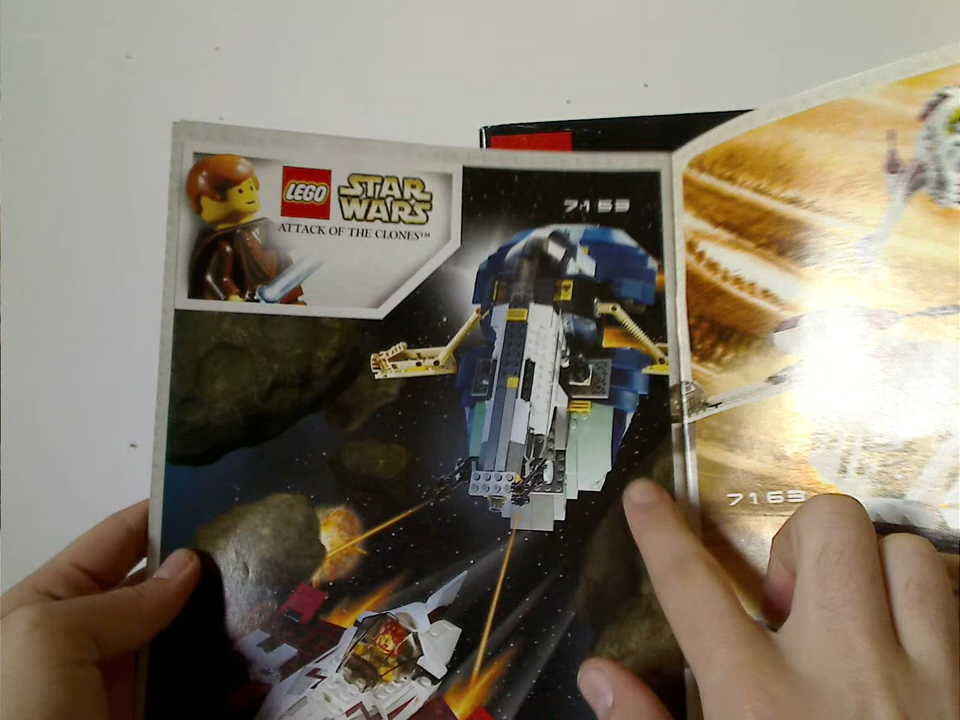 LEGO STAR WARS
ATTACK OF THE CLONES™
7153
7163